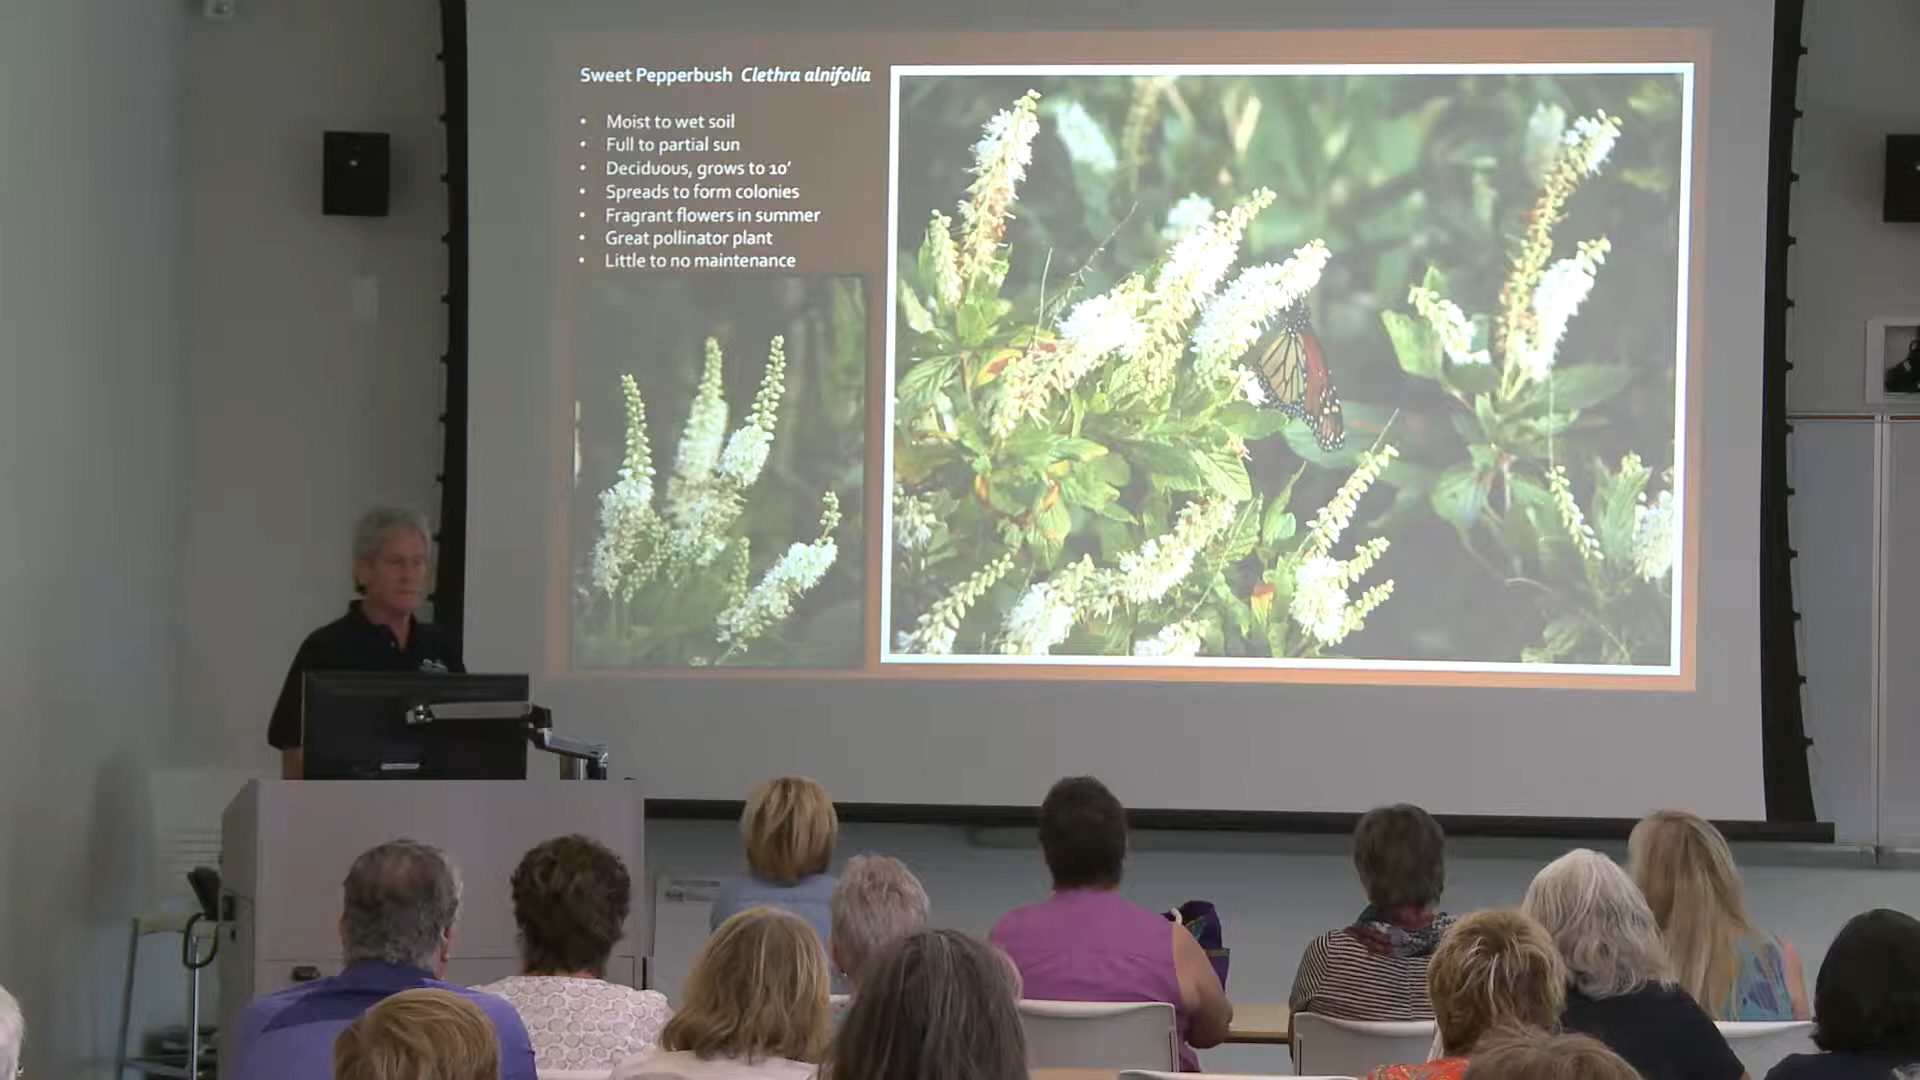 Sweet Pepperbush Clethra alnifolia
• Moist to wet soil
• Full to partial sun
• Deciduous, grows to 10’
• Spreads to form colonies
• Fragrant flowers in summer
• Great pollinator plant
• Little to no maintenance